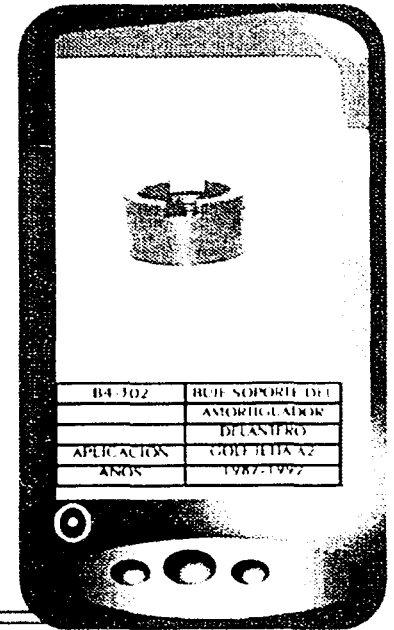 B4-302 BUJE SOPORTE DEL
AMORTIGUADOR
DELANTERO
APLICACION GOLF JETTA A2
AÑOS 1987-1992